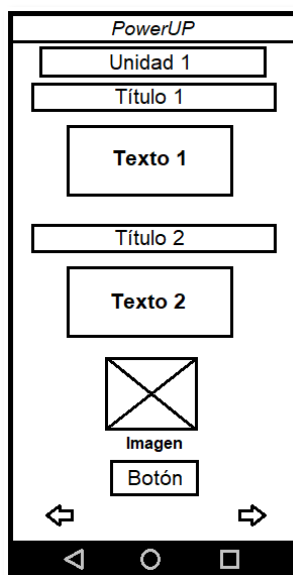 PowerUP
Unidad 1
Título 1
Texto 1
Título 2
Texto 2
Imagen
Botón